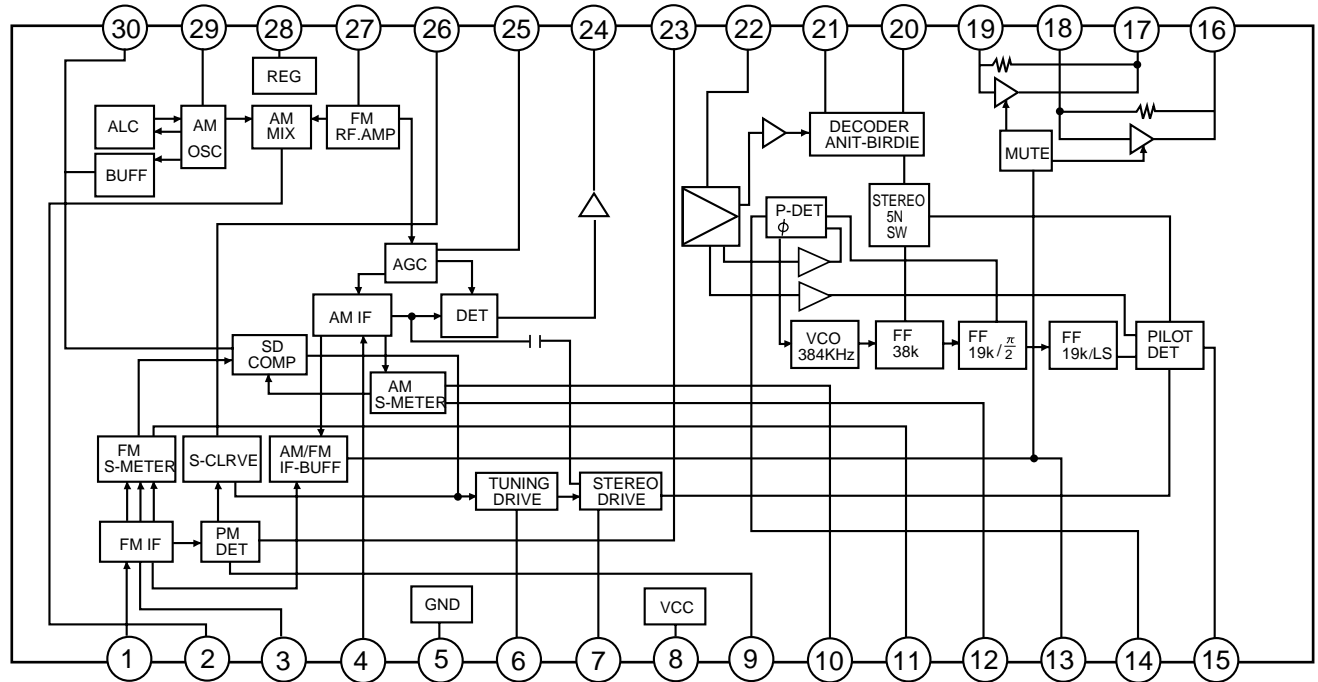 30 29 28 27 26 25 24 23 22 21 20 19 18 17 16
REG
ALC
AM
OSC
AM
MIX
FM
RF.AMP
BUFF
DECODER
ANIT-BIRDIE
MUTE
STEREO
5N
SW
P-DET
ϕ
AGC
AM IF
DET
SD
COMP
VCO
384KHz
FF
38k
FF
19k/π/2
FF
19k/LS
PILOT
DET
AM
S-METER
FM
S-METER
S-CLRVE
AM/FM
IF-BUFF
TUNING
DRIVE
STEREO
DRIVE
FM IF
PM
DET
GND
VCC
1 2 3 4 5 6 7 8 9 10 11 12 13 14 15